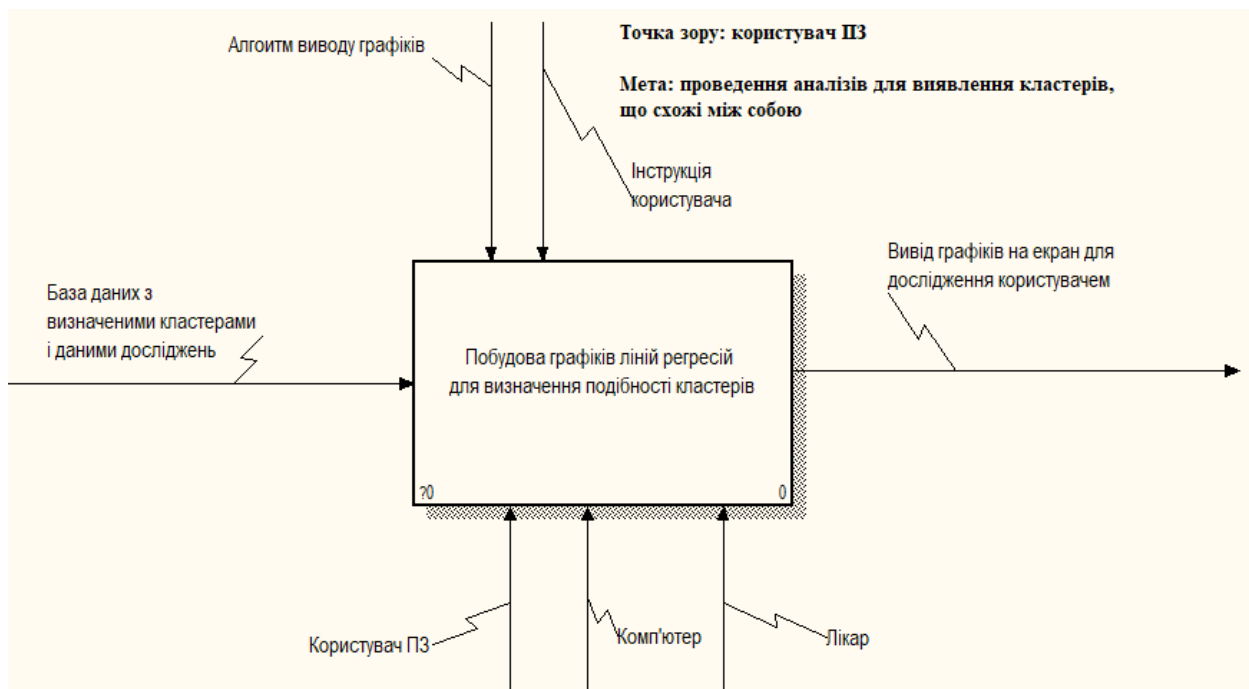 Алгоитм виводу графіків
Точка зору: користувач ПЗ
Мета: проведення аналізів для виявлення кластерів,
що схожі між собою
Інструкція
користувача
Вивід графіків на екран для
дослідження користувачем
База даних з
визначеними кластерами
і даними досліджень
Побудова графіків ліній регресій
для визначення подібності кластерів
?0
0
Користувач ПЗ
Комп'ютер
Лікар